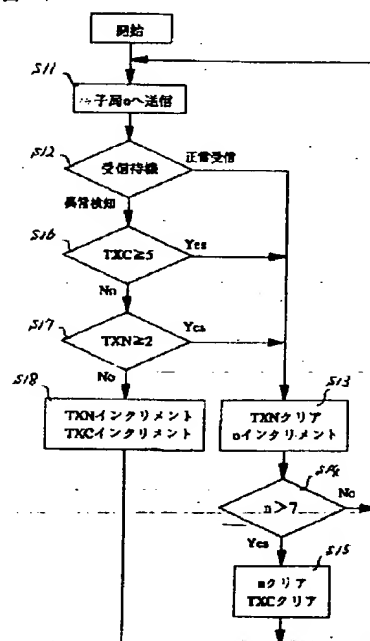 開始
S11
子局nへ送信
S12
受信待機
正常受信
異常検知
S16
TXC≧5
Yes
No
S17
TXN≧2
Yes
No
S18
TXNインクリメント
TXCインクリメント
S13
TXNクリア
nインクリメント
S14
n>7
No
Yes
S15
nクリア
TXCクリア